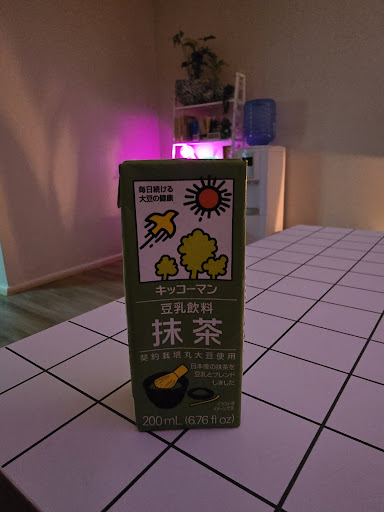 毎日続ける
大豆の健康
キッコーマン
豆乳飲料
抹茶
契約栽培丸大豆使用
日本産の抹茶を
豆乳とブレンド
しました
200 mL (6.76 fl oz)